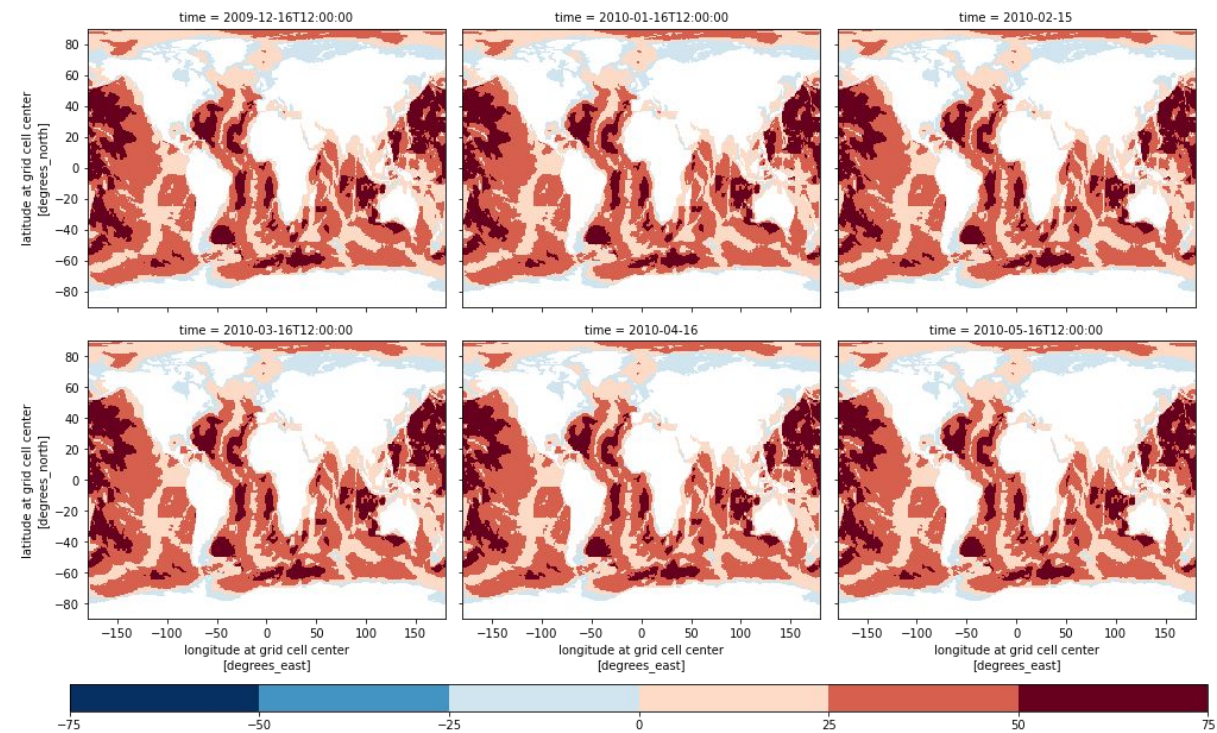 time = 2009-12-16T12:00:00 time = 2010-01-16T12:00:00 time = 2010-02-15
80
60
40
20
0
−20
−40
−60
−80
latitude at grid cell center
[degrees_north]
time = 2010-03-16T12:00:00 time = 2010-04-16 time = 2010-05-16T12:00:00
80
60
40
20
0
−20
−40
−60
−80
latitude at grid cell center
[degrees_north]
−150 −100 −50 0 50 100 150 −150 −100 −50 0 50 100 150 −150 −100 −50 0 50 100 150
longitude at grid cell center longitude at grid cell center longitude at grid cell center
[degrees_east] [degrees_east] [degrees_east]
−75 −50 −25 0 25 50 75